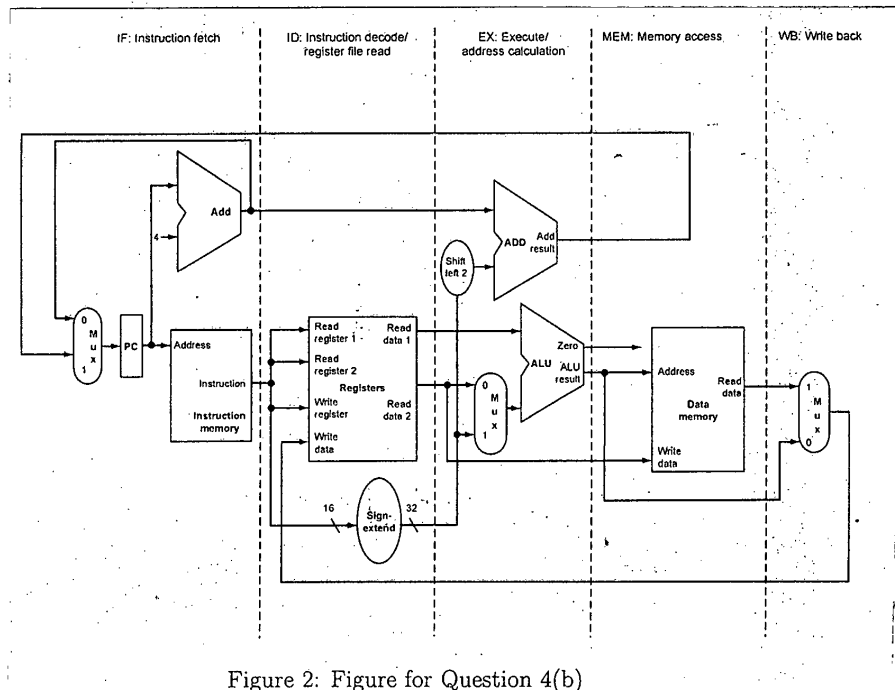 IF: Instruction fetch
ID: Instruction decode/
register file read
EX: Execute/
address calculation
MEM: Memory access
WB: Write back
Add
4
Shift
left 2
ADD
Add
result
0
M
u
x
1
PC
Address
Instruction
Instruction
memory
Read
register 1
Read
data 1
Read
register 2
Registers
Write
register
Read
data 2
Write
data
0
M
u
x
1
Zero
ALU
ALU
result
Address
Read
data
Data
memory
Write
data
1
M
u
x
0
16
Sign-
extend
32
Figure 2: Figure for Question 4(b)